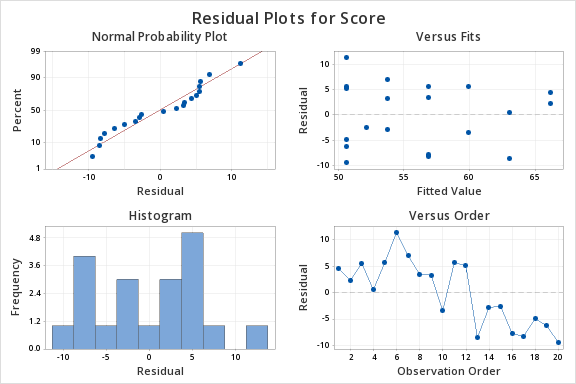 Residual Plots for Score
Normal Probability Plot
99
90
50
10
1
Percent
-10 0 10
Residual
Versus Fits
10
5
0
-5
-10
Residual
50 55 60 65
Fitted Value
Histogram
4.8
3.6
2.4
1.2
0.0
Frequency
-10 -5 0 5 10
Residual
Versus Order
10
5
0
-5
-10
Residual
2 4 6 8 10 12 14 16 18 20
Observation Order